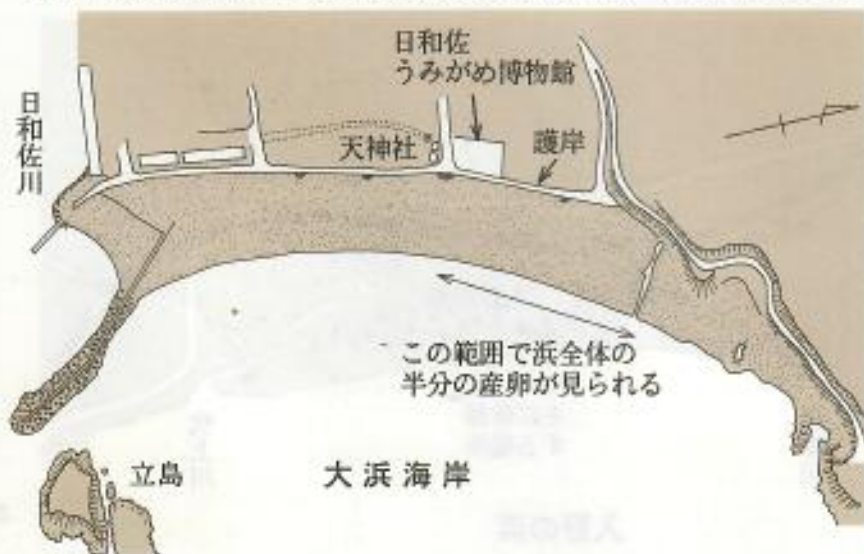 日和佐
うみがめ博物館
日和佐川
天神社
護岸
この範囲で浜全体の
半分の産卵が見られる
立島
大浜海岸